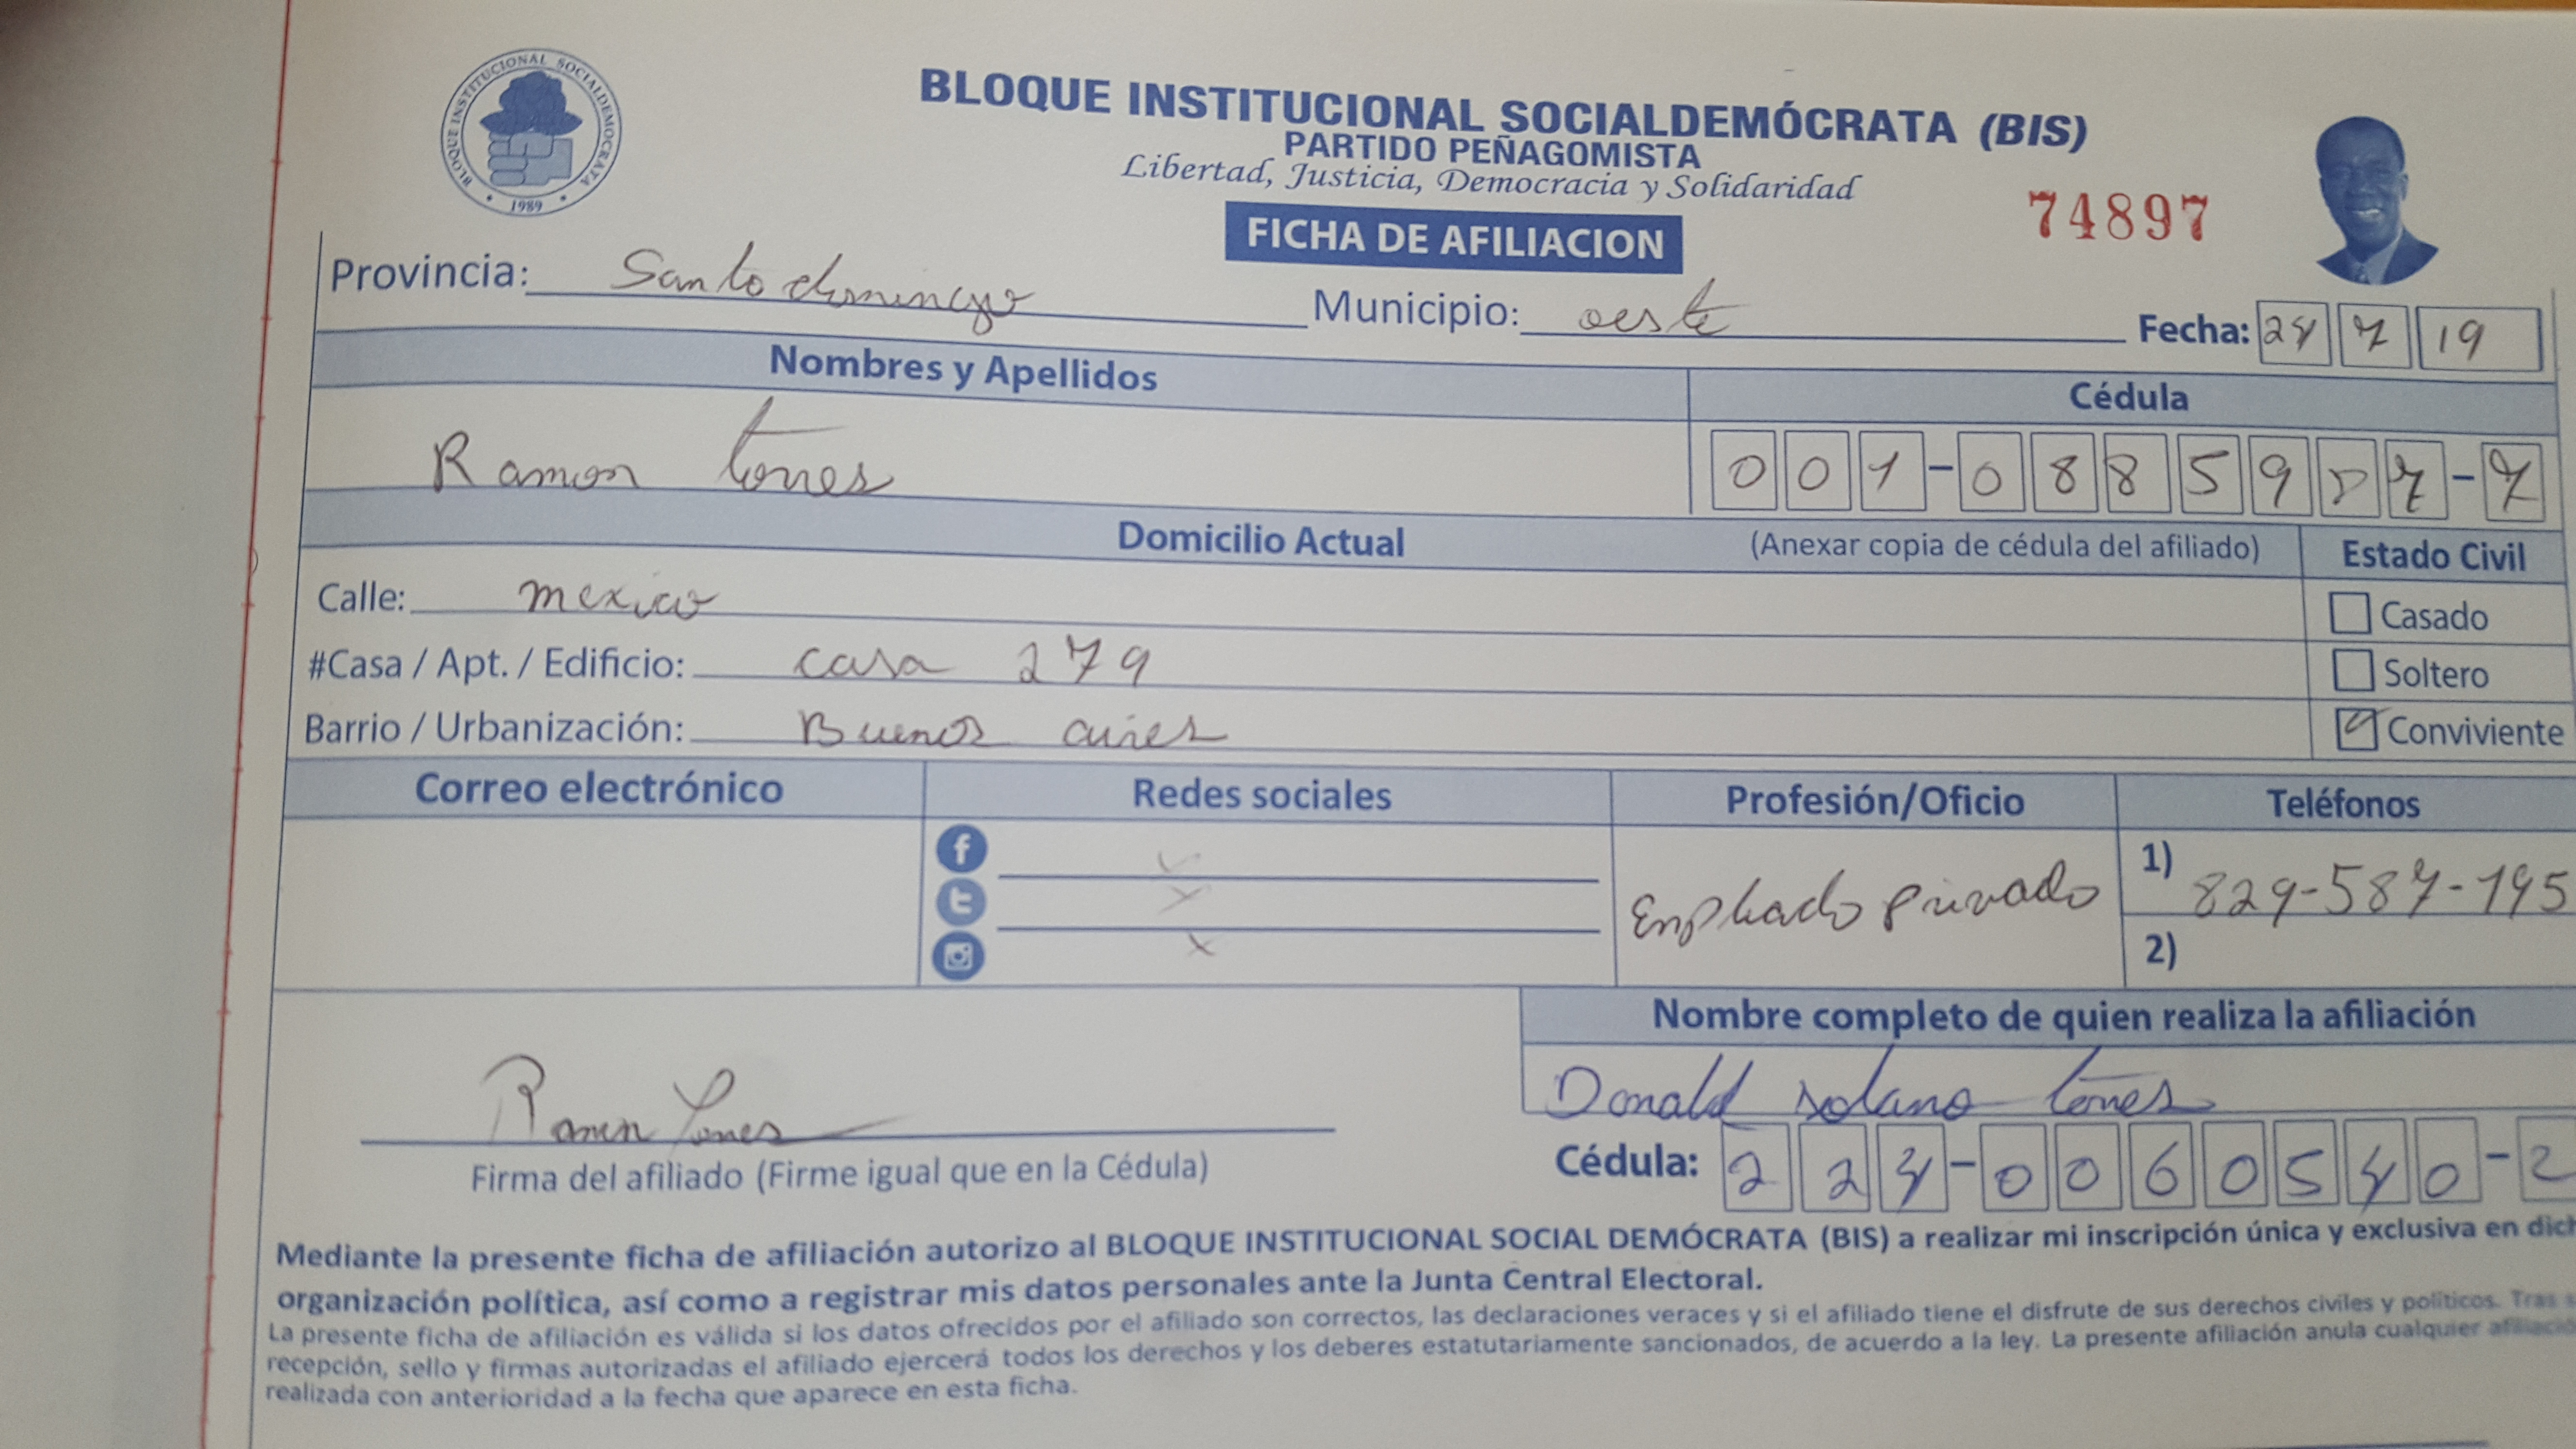 BLOQUE INSTITUCIONAL SOCIALDEMOCRATA
1989
BLOQUE INSTITUCIONAL SOCIALDEMÓCRATA (BIS)
PARTIDO PEÑAGOMISTA
Libertad, Justicia, Democracia y Solidaridad
FICHA DE AFILIACION
74897
Provincia: Santo domingo Municipio: oeste Fecha: 24 7 19
Nombres y Apellidos Cédula
Ramon torres 001-0885987-7
Domicilio Actual (Anexar copia de cédula del afiliado) Estado Civil
Calle: mexico Casado
#Casa / Apt. / Edificio: casa 279 Soltero
Barrio / Urbanización: Buenos aires Conviviente
Correo electrónico Redes sociales Profesión/Oficio Teléfonos
f
x
x
Empleado privado
1) 829-587-195
2)
Nombre completo de quien realiza la afiliación
Donald solano torres
Ramon Torres
Firma del afiliado (Firme igual que en la Cédula)
Cédula: 224-0060540-2
Mediante la presente ficha de afiliación autorizo al BLOQUE INSTITUCIONAL SOCIAL DEMÓCRATA (BIS) a realizar mi inscripción única y exclusiva en dich
organización política, así como a registrar mis datos personales ante la Junta Central Electoral.
La presente ficha de afiliación es válida si los datos ofrecidos por el afiliado son correctos, las declaraciones veraces y si el afiliado tiene el disfrute de sus derechos civiles y políticos. Tras s
recepción, sello y firmas autorizadas el afiliado ejercerá todos los derechos y los deberes estatutariamente sancionados, de acuerdo a la ley. La presente afiliación anula cualquier afiliació
realizada con anterioridad a la fecha que aparece en esta ficha.